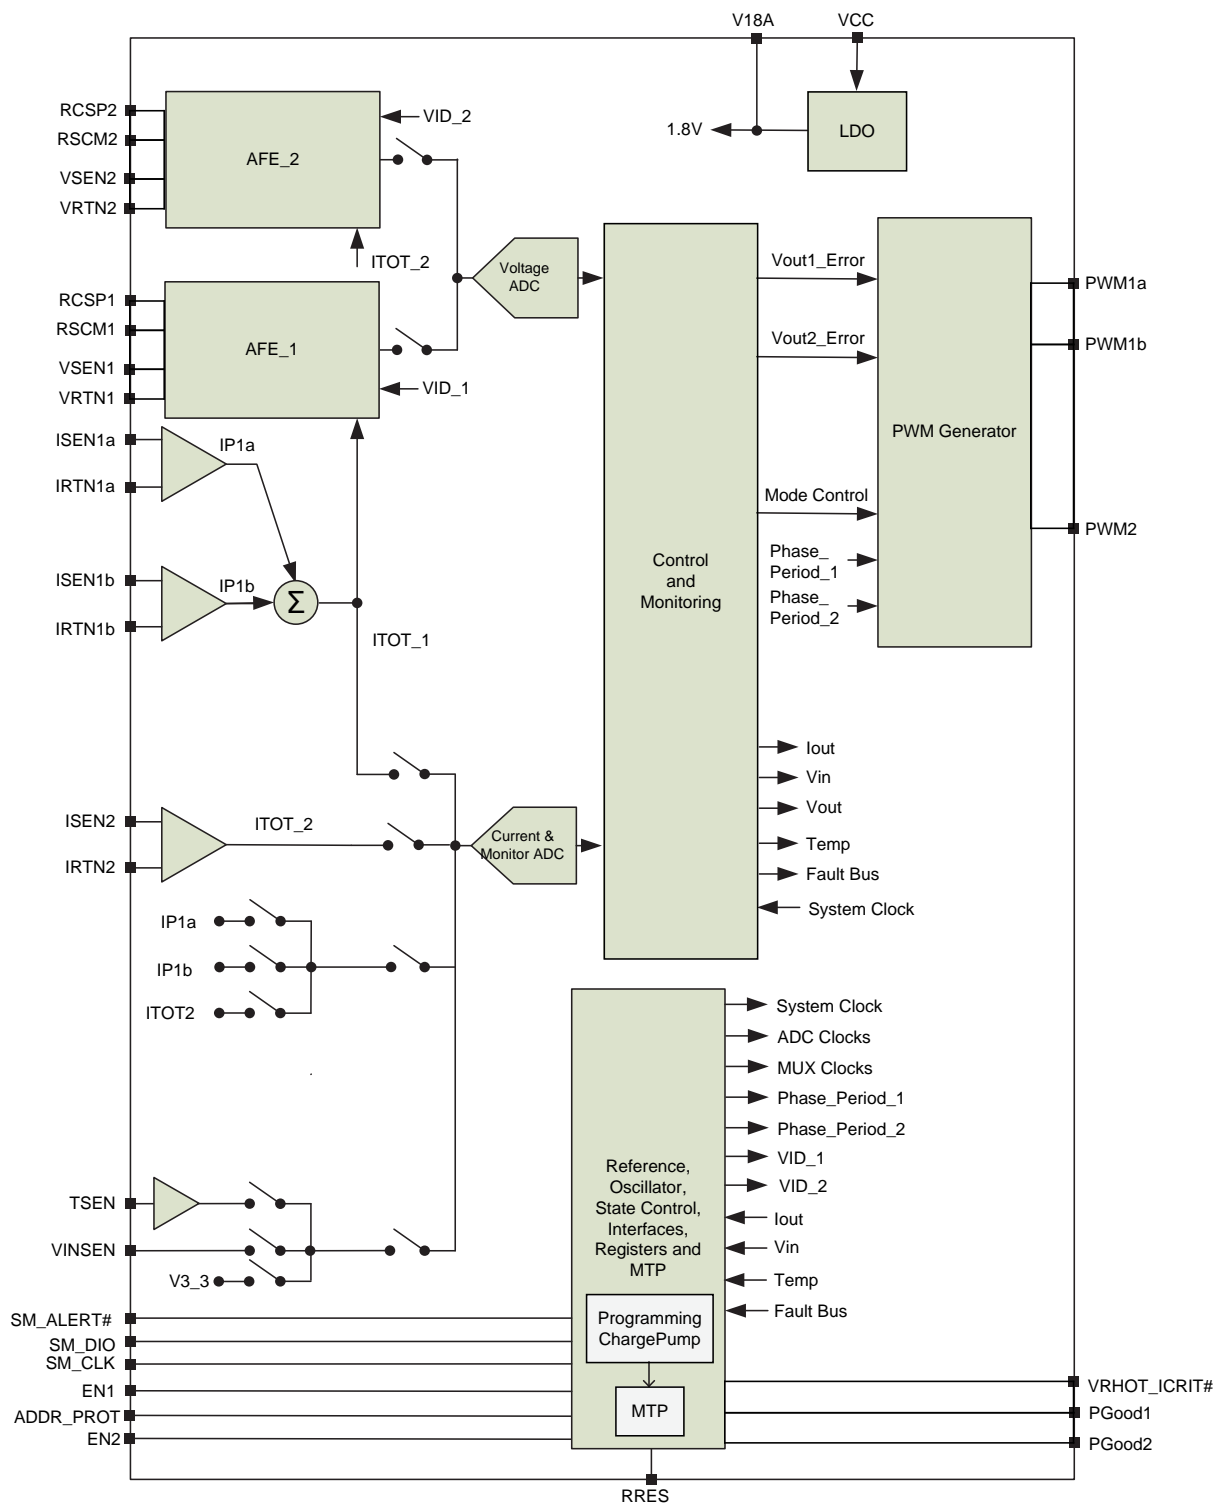 V18A
VCC
RCSP2
RSCM2
VSEN2
VRTN2
AFE_2
VID_2
ITOT_2
1.8V
LDO
RCSP1
RSCM1
VSEN1
VRTN1
AFE_1
VID_1
Voltage
ADC
Vout1_Error
Vout2_Error
Mode Control
Phase_
Period_1
Phase_
Period_2
PWM Generator
PWM1a
PWM1b
PWM2
ISEN1a
IRTN1a
IP1a
ISEN1b
IRTN1b
IP1b
Σ
ITOT_1
Control
and
Monitoring
Iout
Vin
Vout
Temp
Fault Bus
System Clock
ISEN2
IRTN2
ITOT_2
Current &
Monitor ADC
IP1a
IP1b
ITOT2
System Clock
ADC Clocks
MUX Clocks
Phase_Period_1
Phase_Period_2
VID_1
VID_2
Iout
Vin
Temp
Fault Bus
Reference,
Oscillator,
State Control,
Interfaces,
Registers and
MTP
Programming
ChargePump
MTP
TSEN
VINSEN
V3_3
SM_ALERT#
SM_DIO
SM_CLK
EN1
ADDR_PROT
EN2
VRHOT_ICRIT#
PGood1
PGood2
RRES